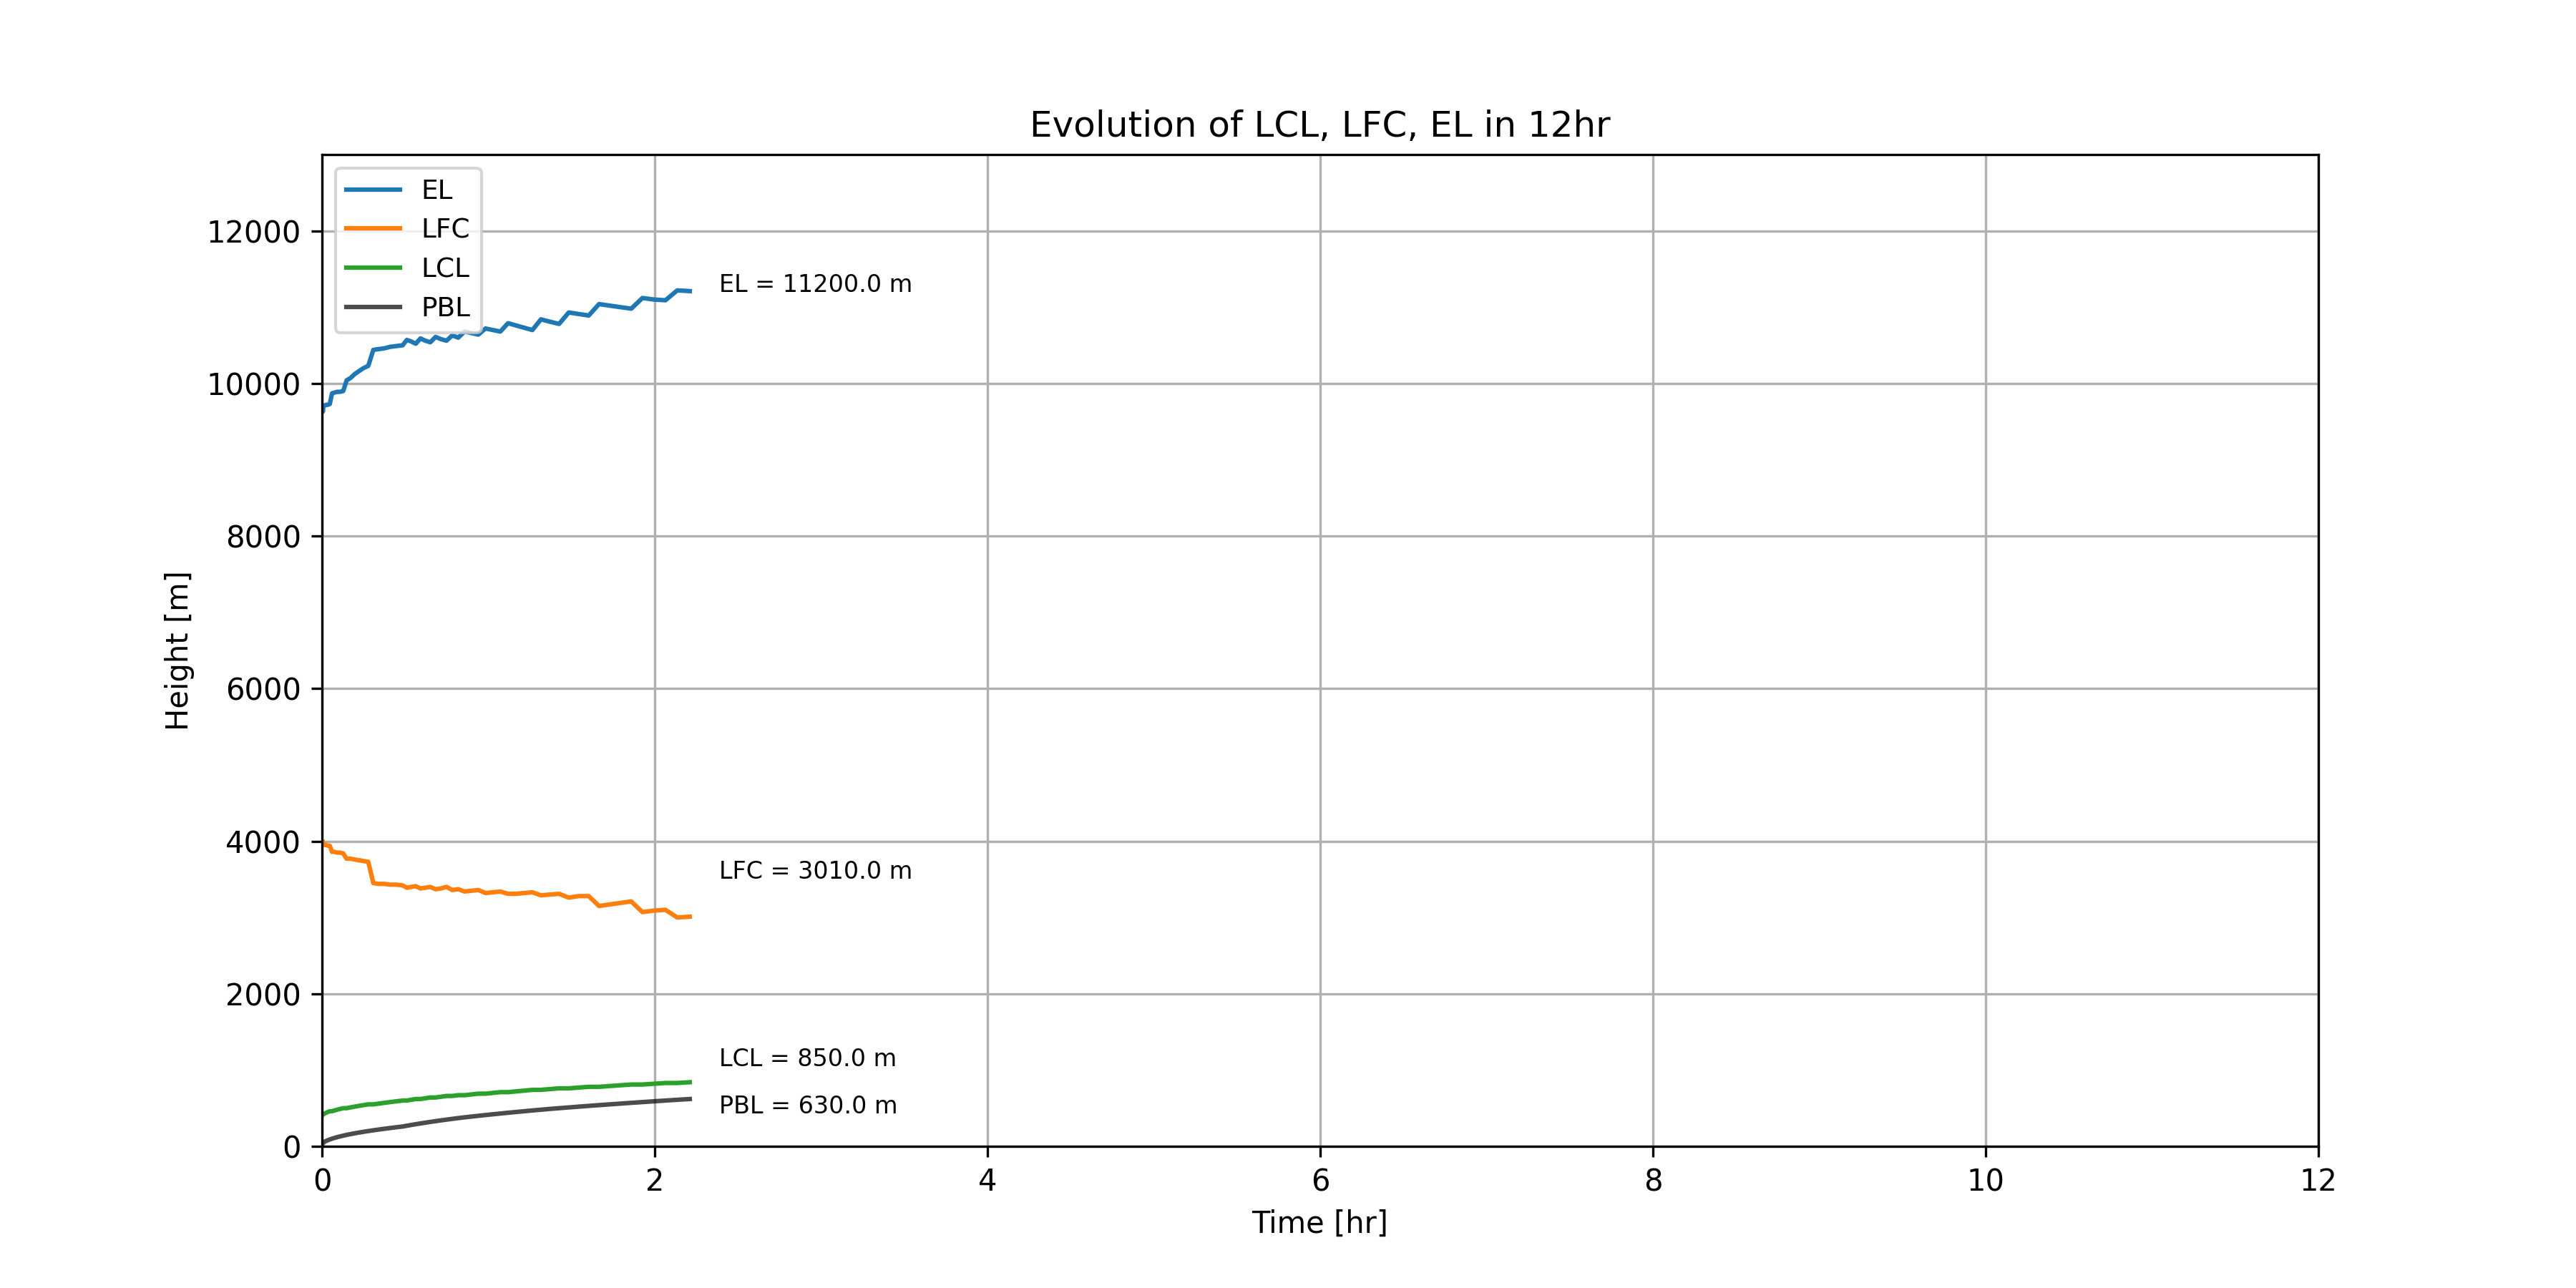 Evolution of LCL, LFC, EL in 12hr
EL
LFC
LCL
PBL
12000
10000
8000
6000
4000
2000
0
Height [m]
EL = 11200.0 m
LFC = 3010.0 m
LCL = 850.0 m
PBL = 630.0 m
0 2 4 6 8 10 12
Time [hr]